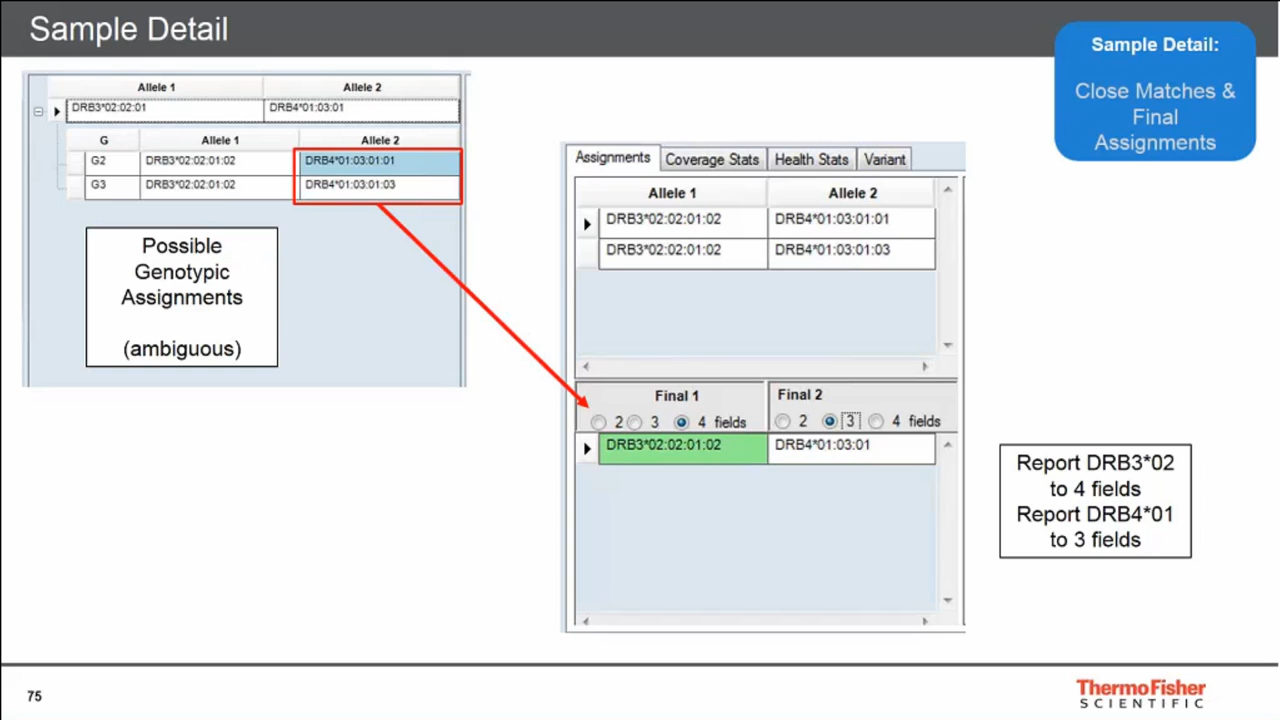 Sample Detail
Sample Detail:
Close Matches &
Final
Assignments
Allele 1 Allele 2
DRB3*02:02:01 DRB4*01:03:01
G Allele 1 Allele 2
G2 DRB3*02:02:01:02 DRB4*01:03:01:01
G3 DRB3*02:02:01:02 DRB4*01:03:01:03
Possible
Genotypic
Assignments
(ambiguous)
Assignments Coverage Stats Health Stats Variant
Allele 1 Allele 2
DRB3*02:02:01:02 DRB4*01:03:01:01
DRB3*02:02:01:02 DRB4*01:03:01:03
Final 1 Final 2
2 3 4 fields 2 3 4 fields
DRB3*02:02:01:02 DRB4*01:03:01
Report DRB3*02
to 4 fields
Report DRB4*01
to 3 fields
75
ThermoFisher
SCIENTIFIC